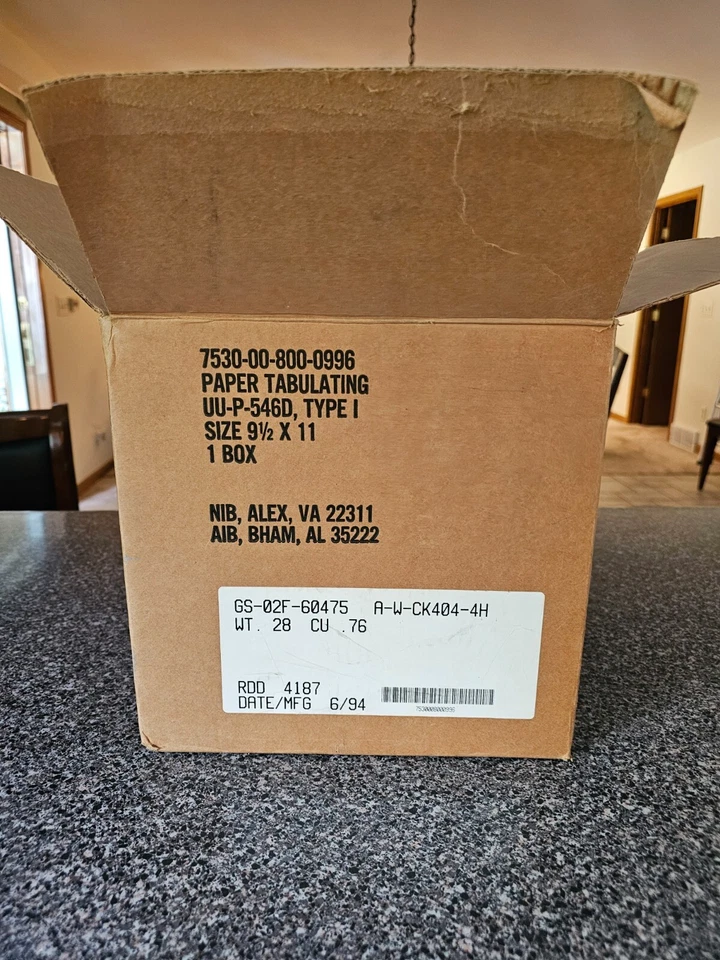 7530-00-800-0996
PAPER TABULATING
UU-P-546D, TYPE I
SIZE 9½ X 11
1 BOX
NIB, ALEX, VA 22311
AIB, BHAM, AL 35222
GS-02F-60475 A-W-CK404-4H
WT. 28 CU .76
RDD 4187
DATE/MFG 6/94
7530008000996